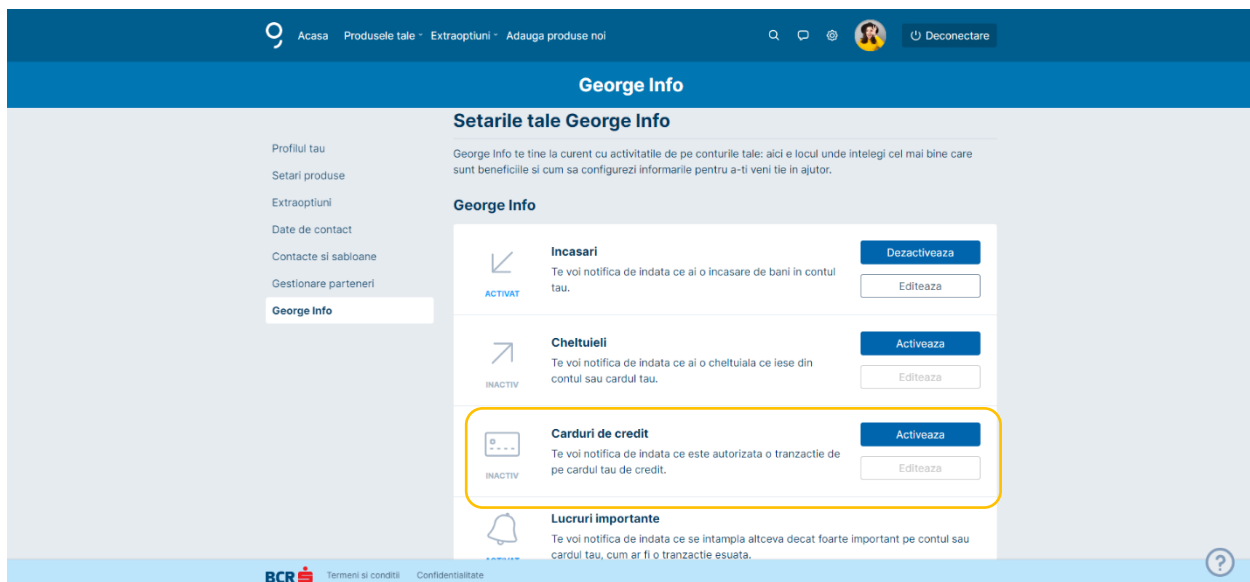 Acasa Produsele tale Extraoptiuni Adauga produse noi Deconectare
George Info
Setarile tale George Info
Profilul tau
Setari produse
Extraoptiuni
Date de contact
Contacte si sabloane
Gestionare parteneri
George Info
George Info te tine la curent cu activitatile de pe conturile tale: aici e locul unde intelegi cel mai bine care
sunt beneficiile si cum sa configurezi informarile pentru a-ti veni tie in ajutor.
George Info
ACTIVAT
Incasari
Te voi notifica de indata ce ai o incasare de bani in contul
tau.
Dezactiveaza
Editeaza
INACTIV
Cheltuieli
Te voi notifica de indata ce ai o cheltuiala ce iese din
contul sau cardul tau.
Activeaza
Editeaza
INACTIV
Carduri de credit
Te voi notifica de indata ce este autorizata o tranzactie de
pe cardul tau de credit.
Activeaza
Editeaza
Lucruri importante
Te voi notifica de indata ce se intampla altceva decat foarte important pe contul sau
cardul tau, cum ar fi o tranzactie esuata.
BCR Termeni si conditii Confidentialitate
?